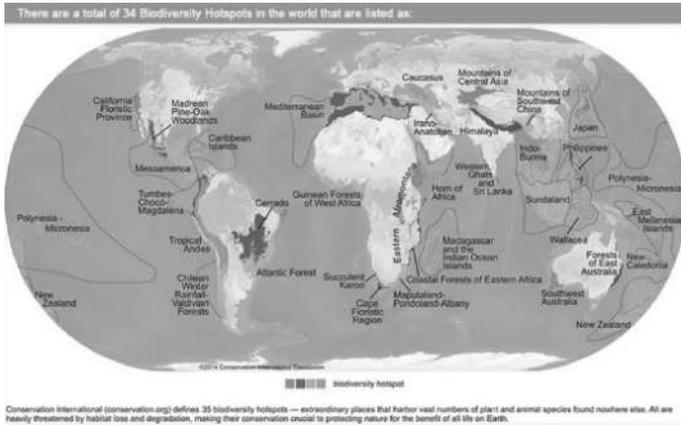 There are a total of 34 Biodiversity Hotspots in the world that are listed as:
Caucasus
Mountains of
Central Asia
California
Floristic
Province
Madrean
Pine-Oak
Woodlands
Mediterranean
Basin
Mountains
of Southwest
China
Caribbean
Islands
Irano-
Anatolian
Himalaya
Japan
Mesoamerica
Indo-
Burma
Philippines
Tumbes-
Chocó-
Magdalena
Cerrado
Guinean Forests
of West Africa
Eastern Afromontane
Horn of
Africa
Western
Ghats
and
Sri Lanka
Polynesia-
Micronesia
Sundaland
Polynesia -
Micronesia
East
Melanesian
Islands
Tropical
Andes
Wallacea
Madagascar
and the
Indian Ocean
Islands
Forests
of East
Australia
New
Caledonia
Atlantic Forest
Succulent
Karoo
Coastal Forests of Eastern Africa
Chilean
Winter
Rainfall-
Valdivian
Forests
Cape
Floristic
Region
Maputaland-
Pondoland-Albany
Southwest
Australia
New
Zealand
New Zealand
©2014 Conservation International Foundation
biodiversity hotspot
Conservation International (conservation.org) defines 35 biodiversity hotspots — extraordinary places that harbor vast numbers of plant and animal species found nowhere else. All are
heavily threatened by habitat loss and degradation, making their conservation crucial to protecting nature for the benefit of all life on Earth.